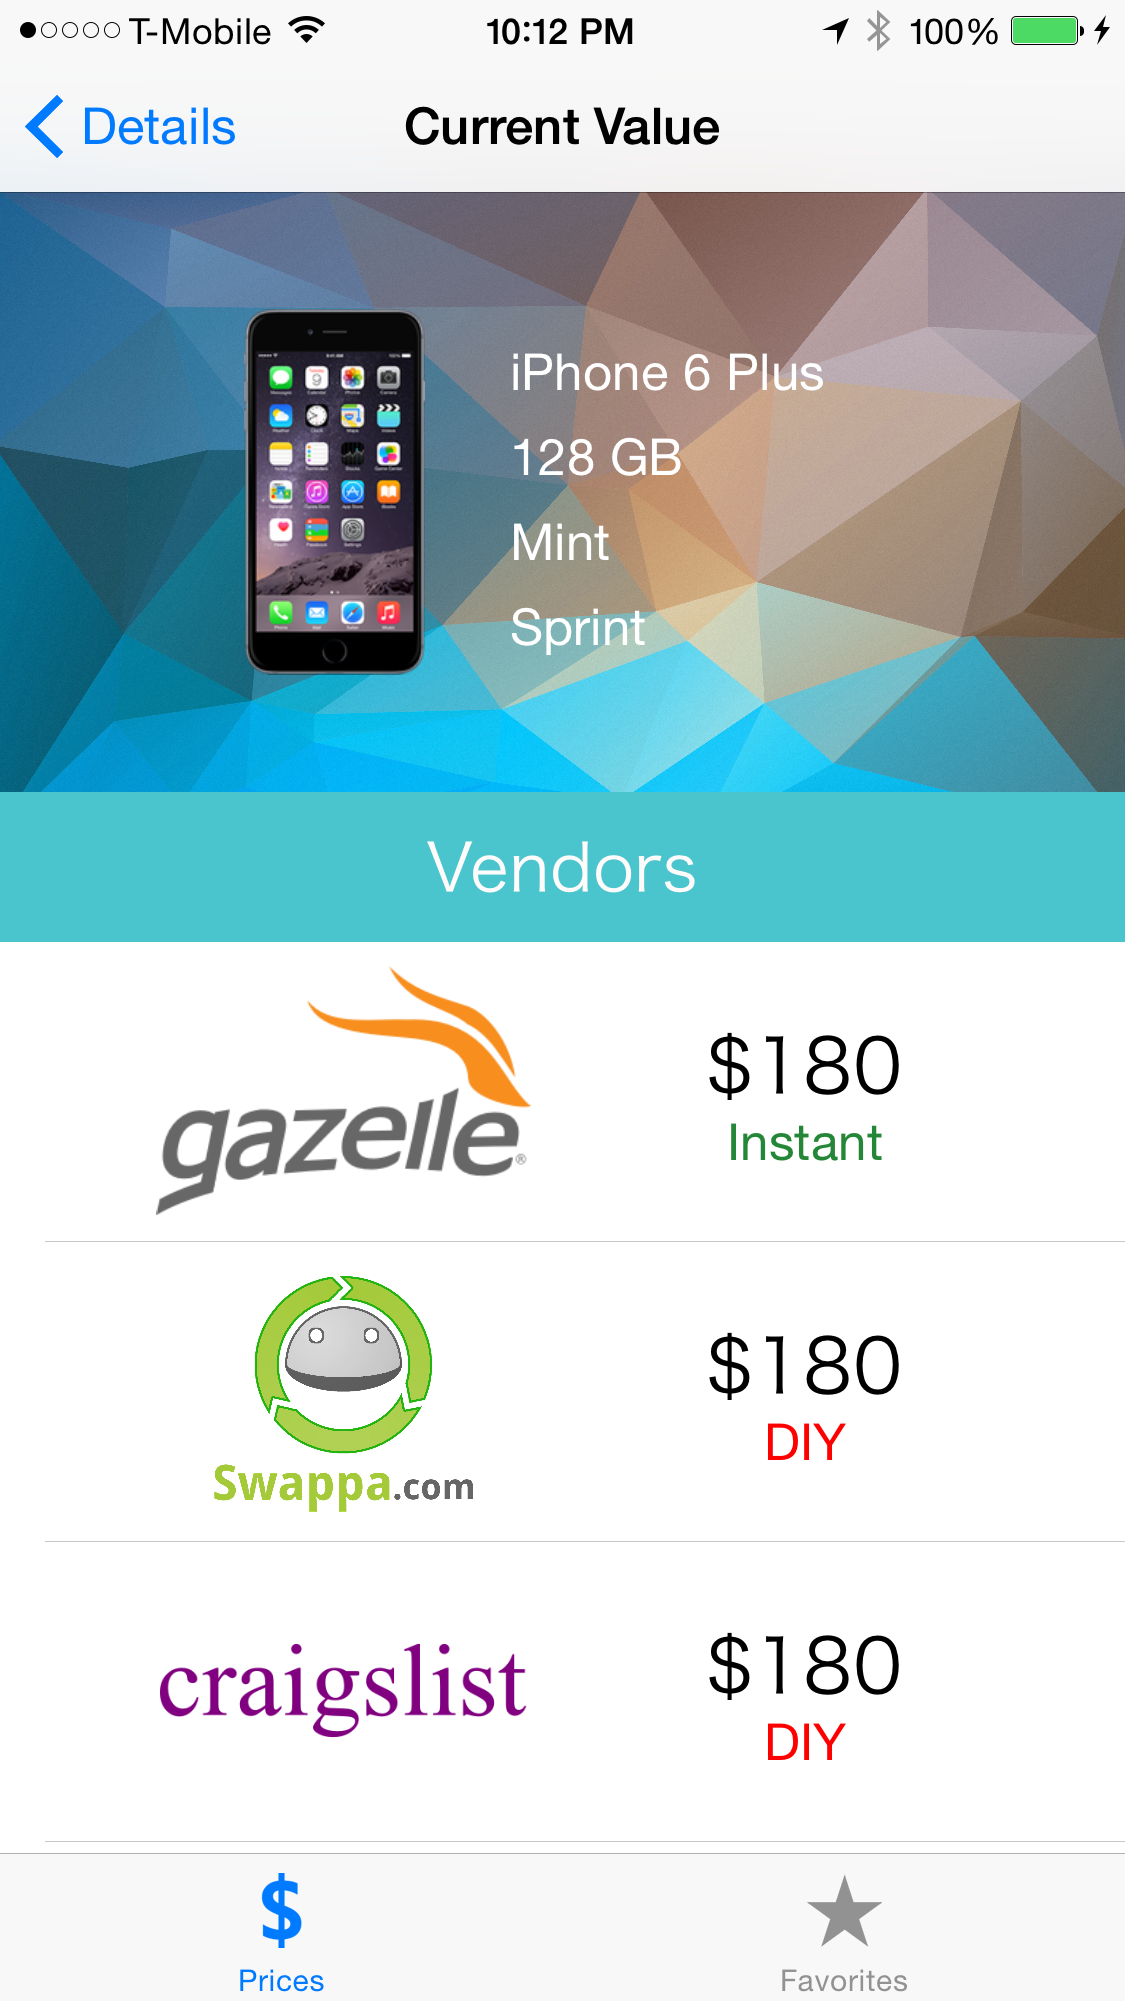 T-Mobile 10:12 PM 100%
Details Current Value
iPhone 6 Plus
128 GB
Mint
Sprint
Vendors
gazelle®
$180
Instant
Swappa.com
$180
DIY
craigslist
$180
DIY
$
Prices Favorites